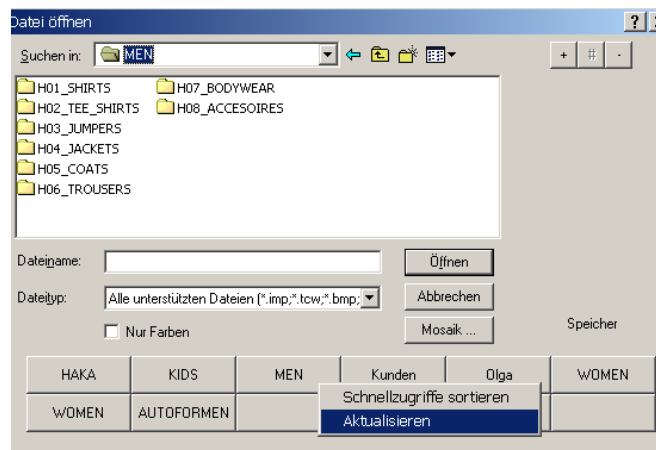 Datei öffnen ?
Suchen in: MEN + # -
H01_SHIRTS H07_BODYWEAR
H02_TEE_SHIRTS H08_ACCESOIRES
H03_JUMPERS
H04_JACKETS
H05_COATS
H06_TROUSERS
Dateiname: Öffnen
Dateityp: Alle unterstützten Dateien (*.imp;*.tcw;*.bmp; Abbrechen
Nur Farben Mosaik ... Speicher
HAKA KIDS MEN Kunden Olga WOMEN
WOMEN AUTOFORMEN
Schnellzugriffe sortieren
Aktualisieren